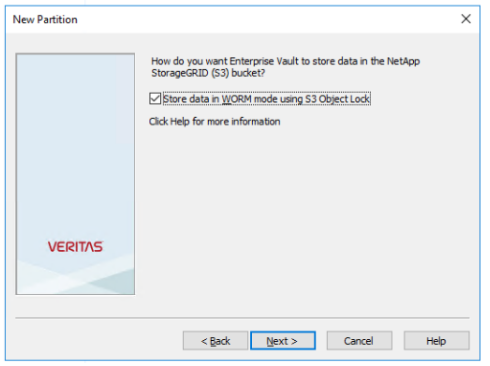 New Partition
How do you want Enterprise Vault to store data in the NetApp
StorageGRID (S3) bucket?
Store data in WORM mode using S3 Object Lock
Click Help for more information
VERITAS
< Back
Next >
Cancel
Help